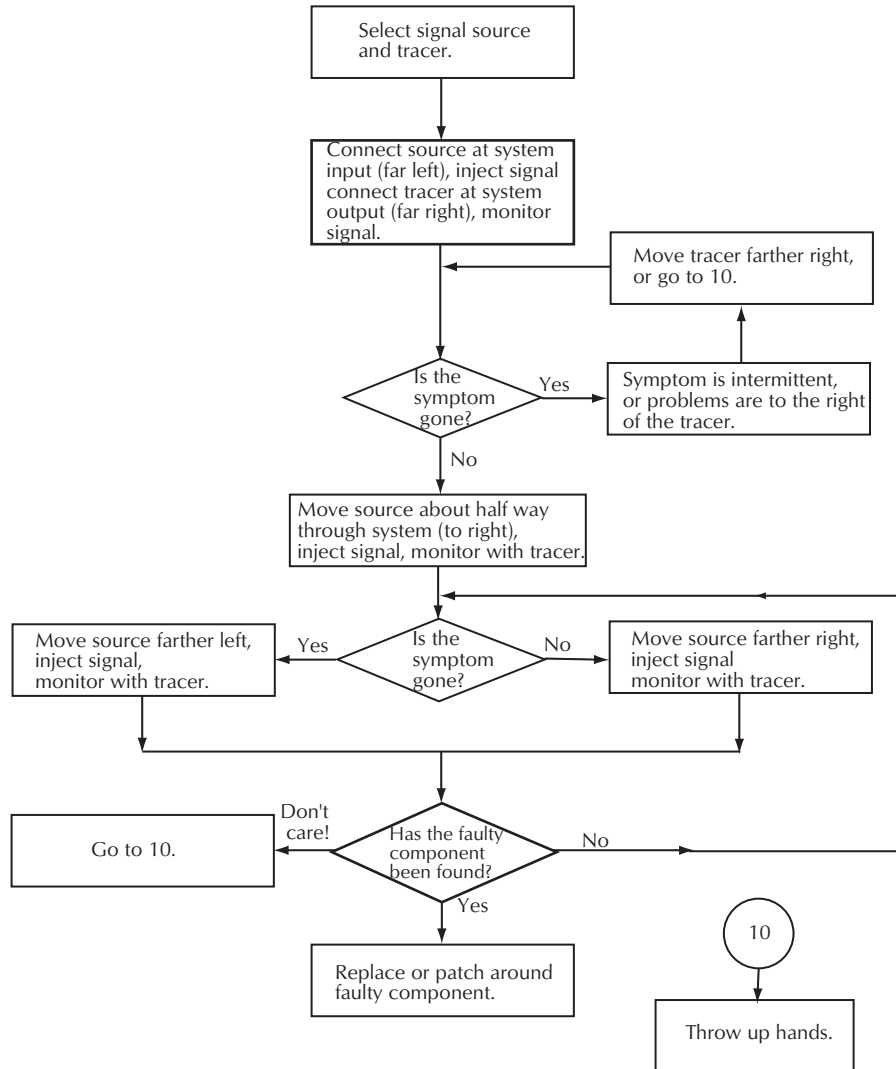 Select signal source
and tracer.
Connect source at system
input (far left), inject signal
connect tracer at system
output (far right), monitor
signal.
Move tracer farther right,
or go to 10.
Is the
symptom
gone?
Yes
Symptom is intermittent,
or problems are to the right
of the tracer.
No
Move source about half way
through system (to right),
inject signal, monitor with tracer.
Move source farther left,
inject signal,
monitor with tracer.
Yes
Is the
symptom
gone?
No
Move source farther right,
inject signal
monitor with tracer.
Go to 10.
Don't
care!
Has the faulty
component
been found?
No
Yes
Replace or patch around
faulty component.
10
Throw up hands.